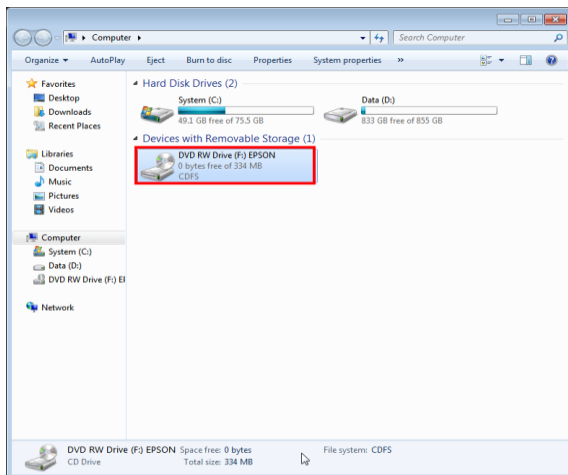 Computer
Search Computer
Organize AutoPlay Eject Burn to disc Properties System properties »
Favorites
Desktop
Downloads
Recent Places
Libraries
Documents
Music
Pictures
Videos
Computer
System (C:)
Data (D:)
DVD RW Drive (F:) EI
Network
Hard Disk Drives (2)
System (C:)
49.1 GB free of 75.5 GB
Data (D:)
833 GB free of 855 GB
Devices with Removable Storage (1)
DVD RW Drive (F:) EPSON
0 bytes free of 334 MB
CDFS
DVD RW Drive (F:) EPSON Space free: 0 bytes File system: CDFS
CD Drive Total size: 334 MB